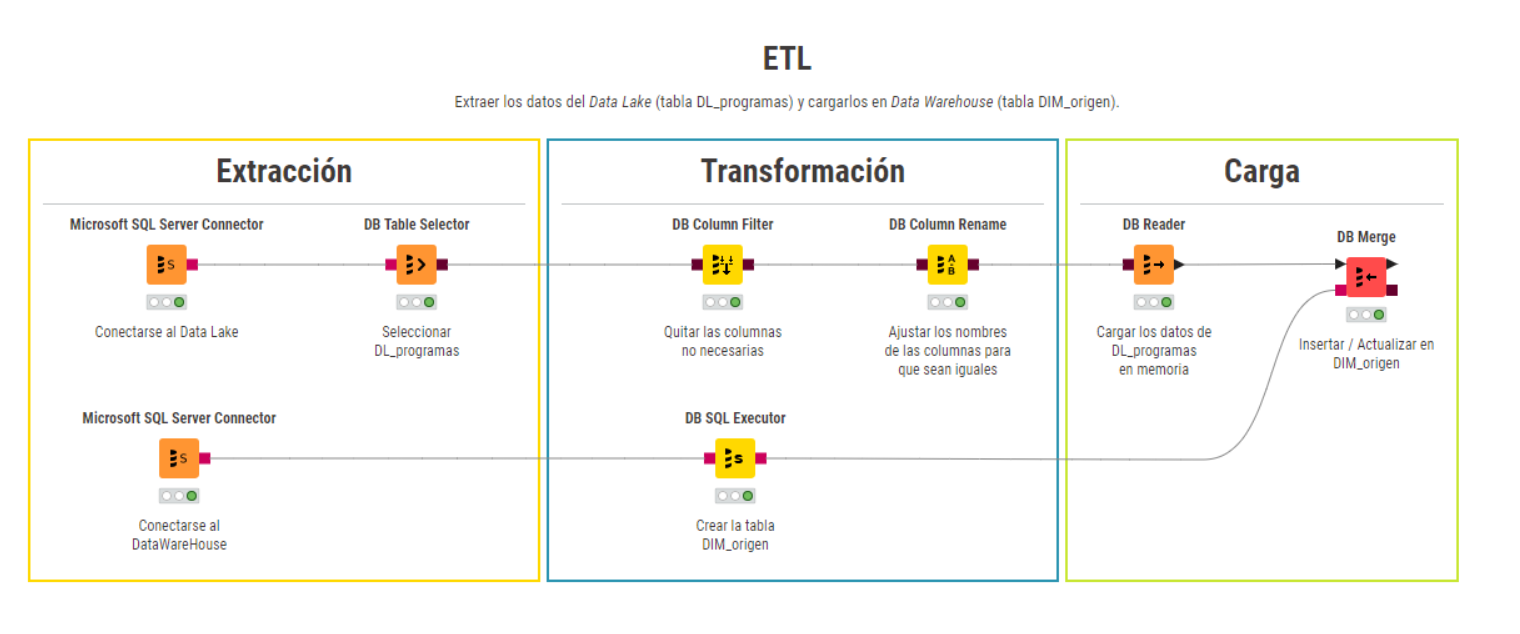 ETL
Extraer los datos del Data Lake (tabla DL_programas) y cargarlos en Data Warehouse (tabla DIM_origen).
Extracción
Microsoft SQL Server Connector
S
Conectarse al Data Lake
DB Table Selector
Seleccionar
DL_programas
Microsoft SQL Server Connector
S
Conectarse al
DataWareHouse
Transformación
DB Column Filter
Quitar las columnas
no necesarias
DB Column Rename
A
B
Ajustar los nombres
de las columnas para
que sean iguales
DB SQL Executor
S
Crear la tabla
DIM_origen
Carga
DB Reader
Cargar los datos de
DL_programas
en memoria
DB Merge
Insertar / Actualizar en
DIM_origen